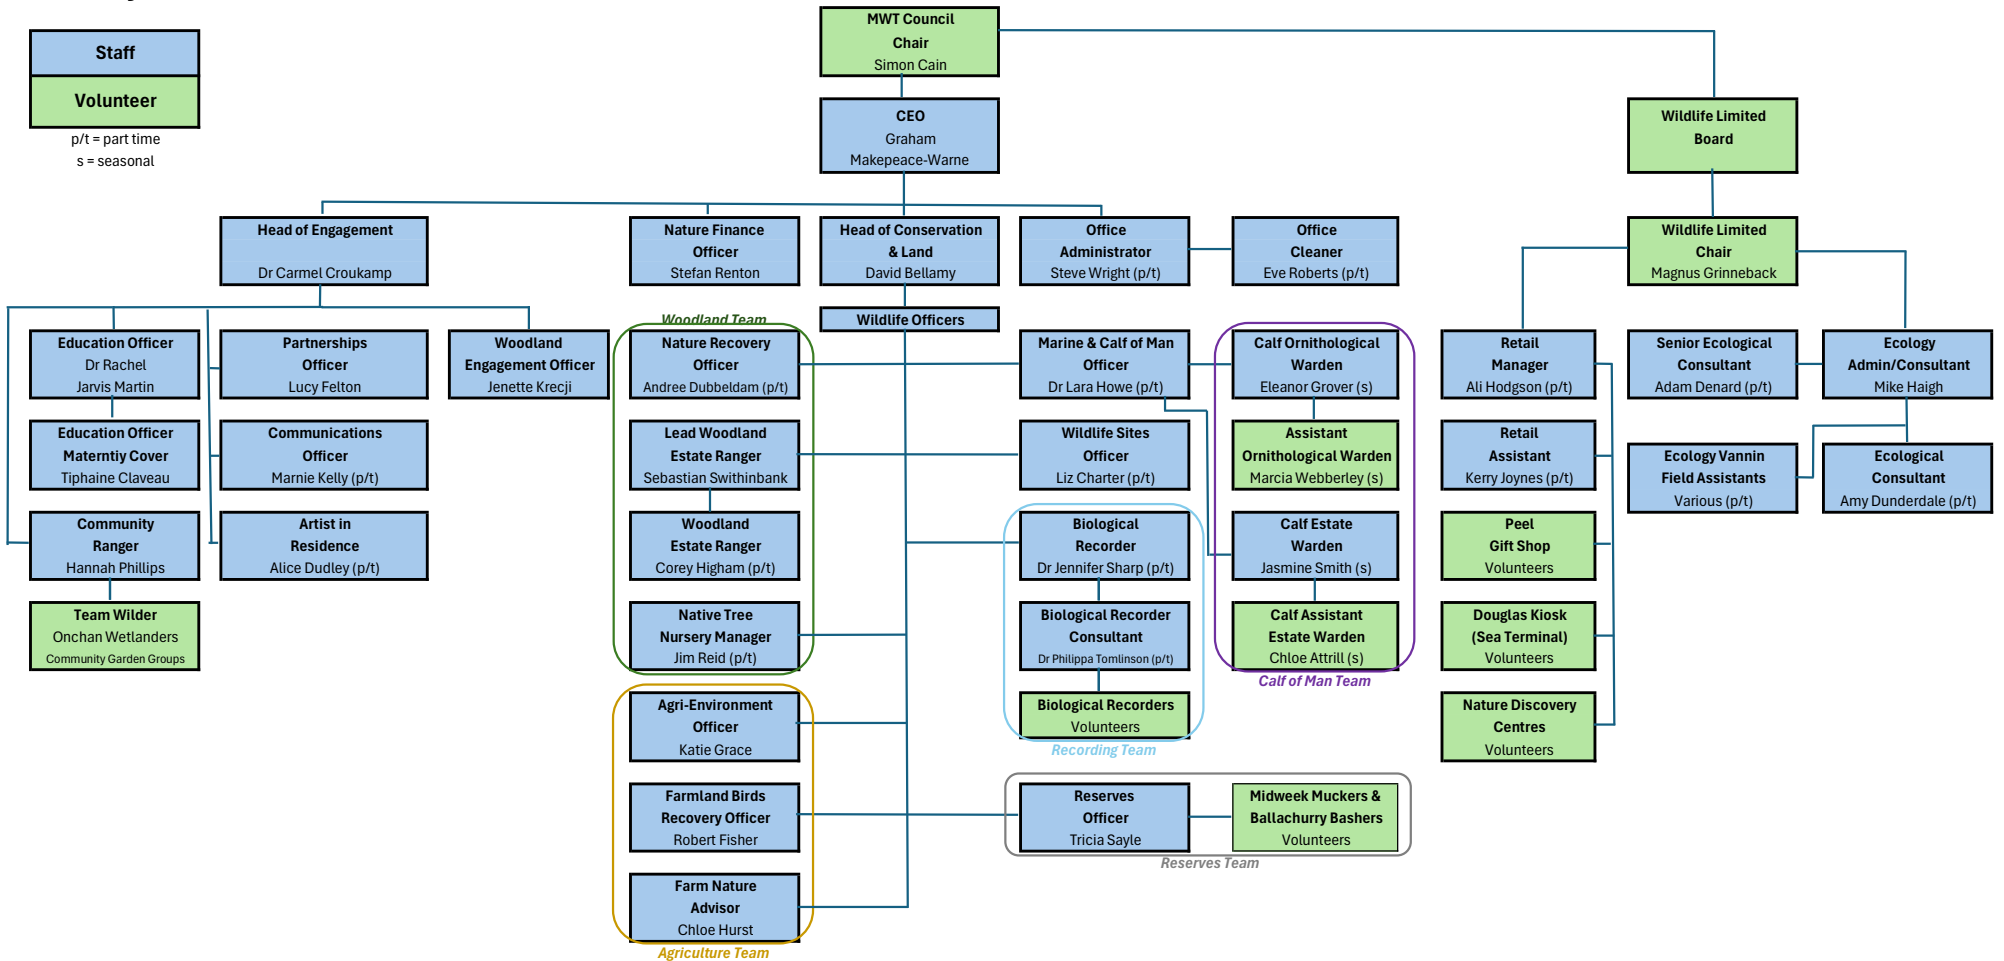 MWT Council
Chair
Simon Cain
Staff
Volunteer
p/t = part time
s = seasonal
CEO
Graham
Makepeace-Warne
Wildlife Limited
Board
Head of Engagement
Dr Carmel Croukamp
Nature Finance
Officer
Stefan Renton
Head of Conservation
& Land
David Bellamy
Office
Administrator
Steve Wright (p/t)
Office
Cleaner
Eve Roberts (p/t)
Wildlife Limited
Chair
Magnus Grinneback
Wildlife Officers
Education Officer
Dr Rachel
Jarvis Martin
Partnerships
Officer
Lucy Felton
Woodland
Engagement Officer
Jenette Krecji
Woodland Team
Nature Recovery
Officer
Andree Dubbeldam (p/t)
Marine & Calf of Man
Officer
Dr Lara Howe (p/t)
Calf Ornithological
Warden
Eleanor Grover (s)
Retail
Manager
Ali Hodgson (p/t)
Senior Ecological
Consultant
Adam Denard (p/t)
Ecology
Admin/Consultant
Mike Haigh
Education Officer
Materntiy Cover
Tiphaine Claveau
Communications
Officer
Marnie Kelly (p/t)
Lead Woodland
Estate Ranger
Sebastian Swithinbank
Wildlife Sites
Officer
Liz Charter (p/t)
Assistant
Ornithological Warden
Marcia Webberley (s)
Retail
Assistant
Kerry Joynes (p/t)
Ecology Vannin
Field Assistants
Various (p/t)
Ecological
Consultant
Amy Dunderdale (p/t)
Community
Ranger
Hannah Phillips
Artist in
Residence
Alice Dudley (p/t)
Woodland
Estate Ranger
Corey Higham (p/t)
Biological
Recorder
Dr Jennifer Sharp (p/t)
Calf Estate
Warden
Jasmine Smith (s)
Peel
Gift Shop
Volunteers
Team Wilder
Onchan Wetlanders
Community Garden Groups
Native Tree
Nursery Manager
Jim Reid (p/t)
Biological Recorder
Consultant
Dr Philippa Tomlinson (p/t)
Calf Assistant
Estate Warden
Chloe Attrill (s)
Calf of Man Team
Douglas Kiosk
(Sea Terminal)
Volunteers
Agri-Environment
Officer
Katie Grace
Biological Recorders
Volunteers
Recording Team
Nature Discovery
Centres
Volunteers
Farmland Birds
Recovery Officer
Robert Fisher
Reserves
Officer
Tricia Sayle
Midweek Muckers &
Ballachurry Bashers
Volunteers
Reserves Team
Farm Nature
Advisor
Chloe Hurst
Agriculture Team